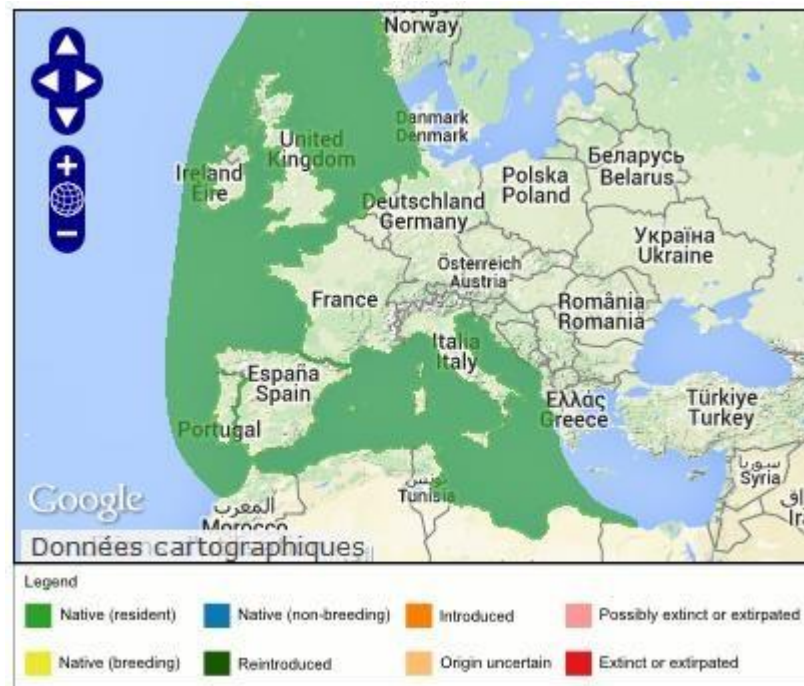 Norway
Danmark
Denmark
United
Kingdom
Ireland
Éire
Беларусь
Belarus
Polska
Poland
Deutschland
Germany
Україна
Ukraine
Österreich
Austria
France
România
Romania
Italia
Italy
España
Spain
Ελλάς
Greece
Türkiye
Turkey
Portugal
سوريا
Syria
تونس
Tunisia
Google
المغرب
Morocco
Données cartographiques
Legend
Native (resident)
Native (non-breeding)
Introduced
Possibly extinct or extirpated
Native (breeding)
Reintroduced
Origin uncertain
Extinct or extirpated